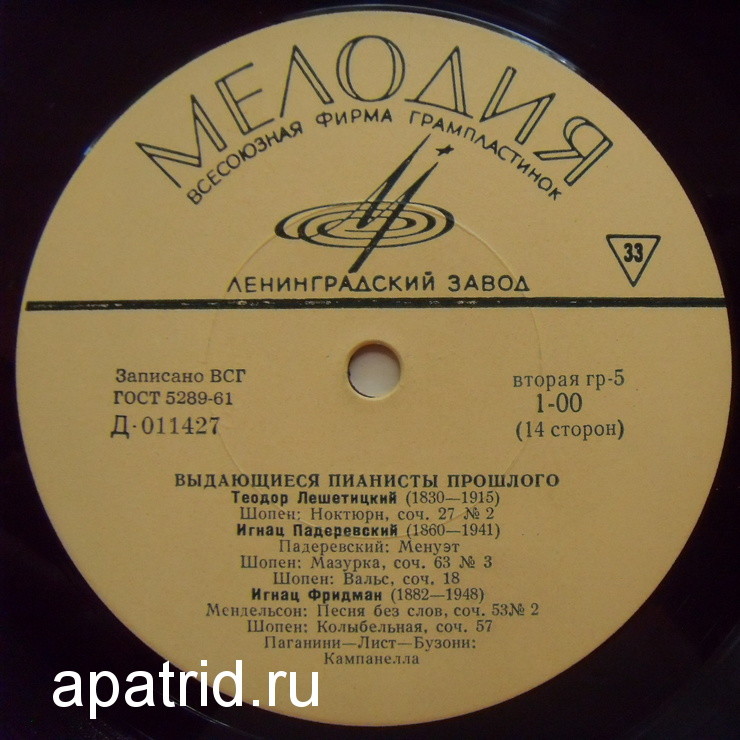 МЕЛОДИЯ
ВСЕСОЮЗНАЯ ФИРМА ГРАМПЛАСТИНОК
33
ЛЕНИНГРАДСКИЙ ЗАВОД
Записано ВСГ
ГОСТ 5289-61
Д-011427
вторая гр-5
1-00
(14 сторон)
ВЫДАЮЩИЕСЯ ПИАНИСТЫ ПРОШЛОГО
Теодор Лешетицкий (1830—1915)
Шопен: Ноктюрн, соч. 27 № 2
Игнац Падеревский (1860—1941)
Падеревский: Менуэт
Шопен: Мазурка, соч. 63 № 3
Шопен: Вальс, соч. 18
Игнац Фридман (1882—1948)
Мендельсон: Песня без слов, соч. 53№ 2
Шопен: Колыбельная, соч. 57
Паганини—Лист—Бузони:
Кампанелла
apatrid.ru